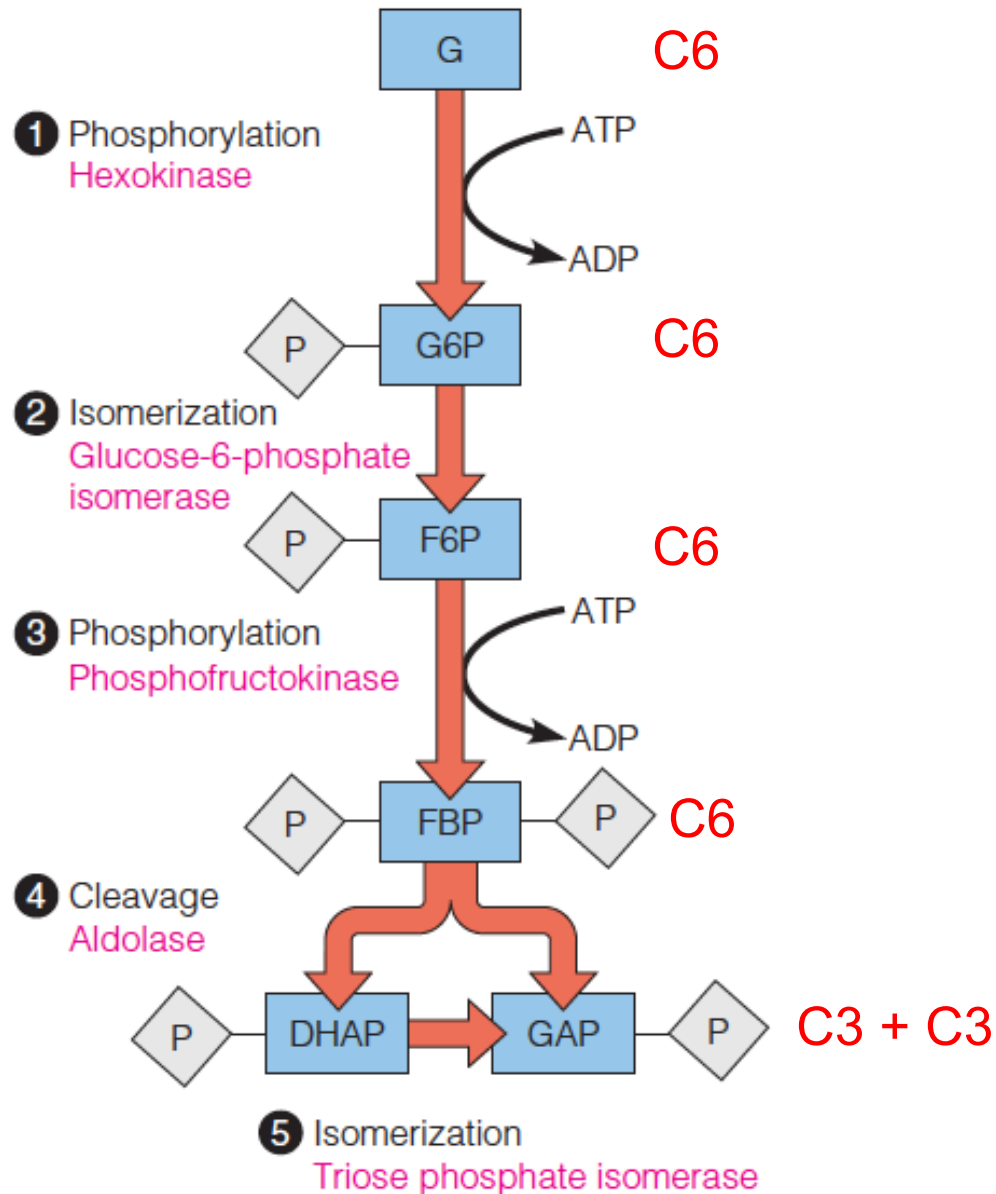 G
C6
1 Phosphorylation
Hexokinase
ATP
ADP
P
G6P
C6
2 Isomerization
Glucose-6-phosphate
isomerase
P
F6P
C6
3 Phosphorylation
Phosphofructokinase
ATP
ADP
P
FBP
P
C6
4 Cleavage
Aldolase
P
DHAP
GAP
P
C3 + C3
5 Isomerization
Triose phosphate isomerase